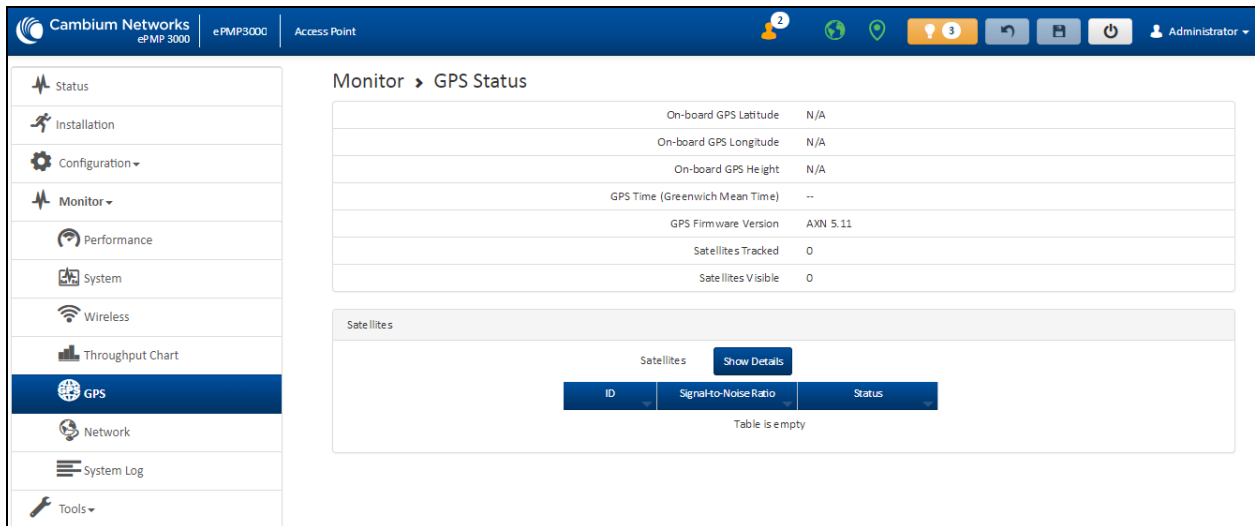 Cambium Networks
ePMP 3000
ePMP3000
Access Point
2
3
Administrator
Status
Installation
Configuration
Monitor
Performance
System
Wireless
Throughput Chart
GPS
Network
System Log
Tools
Monitor > GPS Status
On-board GPS Latitude N/A
On-board GPS Longitude N/A
On-board GPS Height N/A
GPS Time (Greenwich Mean Time) --
GPS Firmware Version AXN 5.11
Satellites Tracked 0
Satellites Visible 0
Satellites
Satellites Show Details
ID Signal-to-Noise Ratio Status
Table is empty